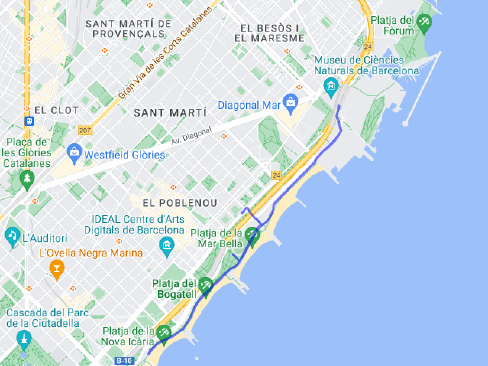 SANT MARTÍ DE
PROVENÇALS
EL BESÒS I
EL MARESME
Platja del
Fòrum
24
Gran Via de les Corts Catalanes
Museu de Ciències
Naturals de Barcelona
EL CLOT
SANT MARTÍ
Diagonal Mar
207
Av. Diagonal
Plaça de
les Glòries
Catalanes
Westfield Glòries
24
EL POBLENOU
IDEAL Centre d'Arts
Digitals de Barcelona
L'Auditori
Platja de la
Mar Bella
L'Ovella Negra Marina
Platja del
Bogatell
Cascada del Parc
de la Ciutadella
Platja de la
Nova Icària
B-10